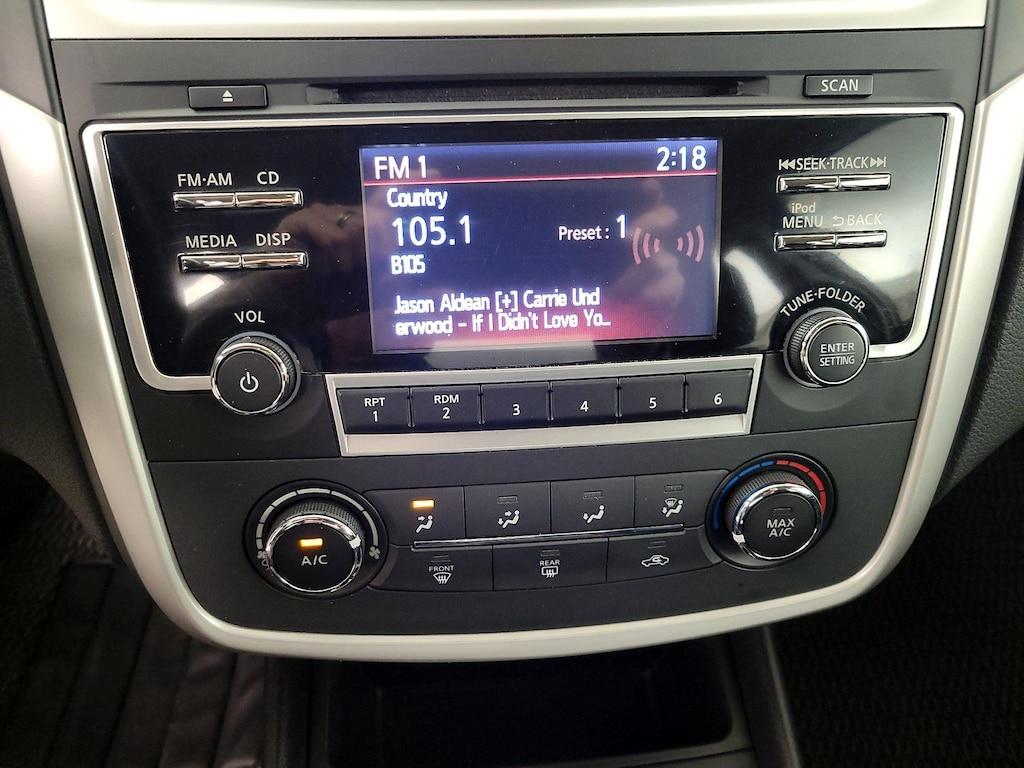 SCAN
FM·AM CD
MEDIA DISP
VOL
FM 1 2:18
Country
105.1 Preset : 1
B105
Jason Aldean [+] Carrie Und
erwood - If I Didn't Love Yo...
SEEK·TRACK
iPod
MENU BACK
TUNE·FOLDER
ENTER
SETTING
RPT
1
RDM
2
3
4
5
6
A/C
FRONT
REAR
MAX
A/C